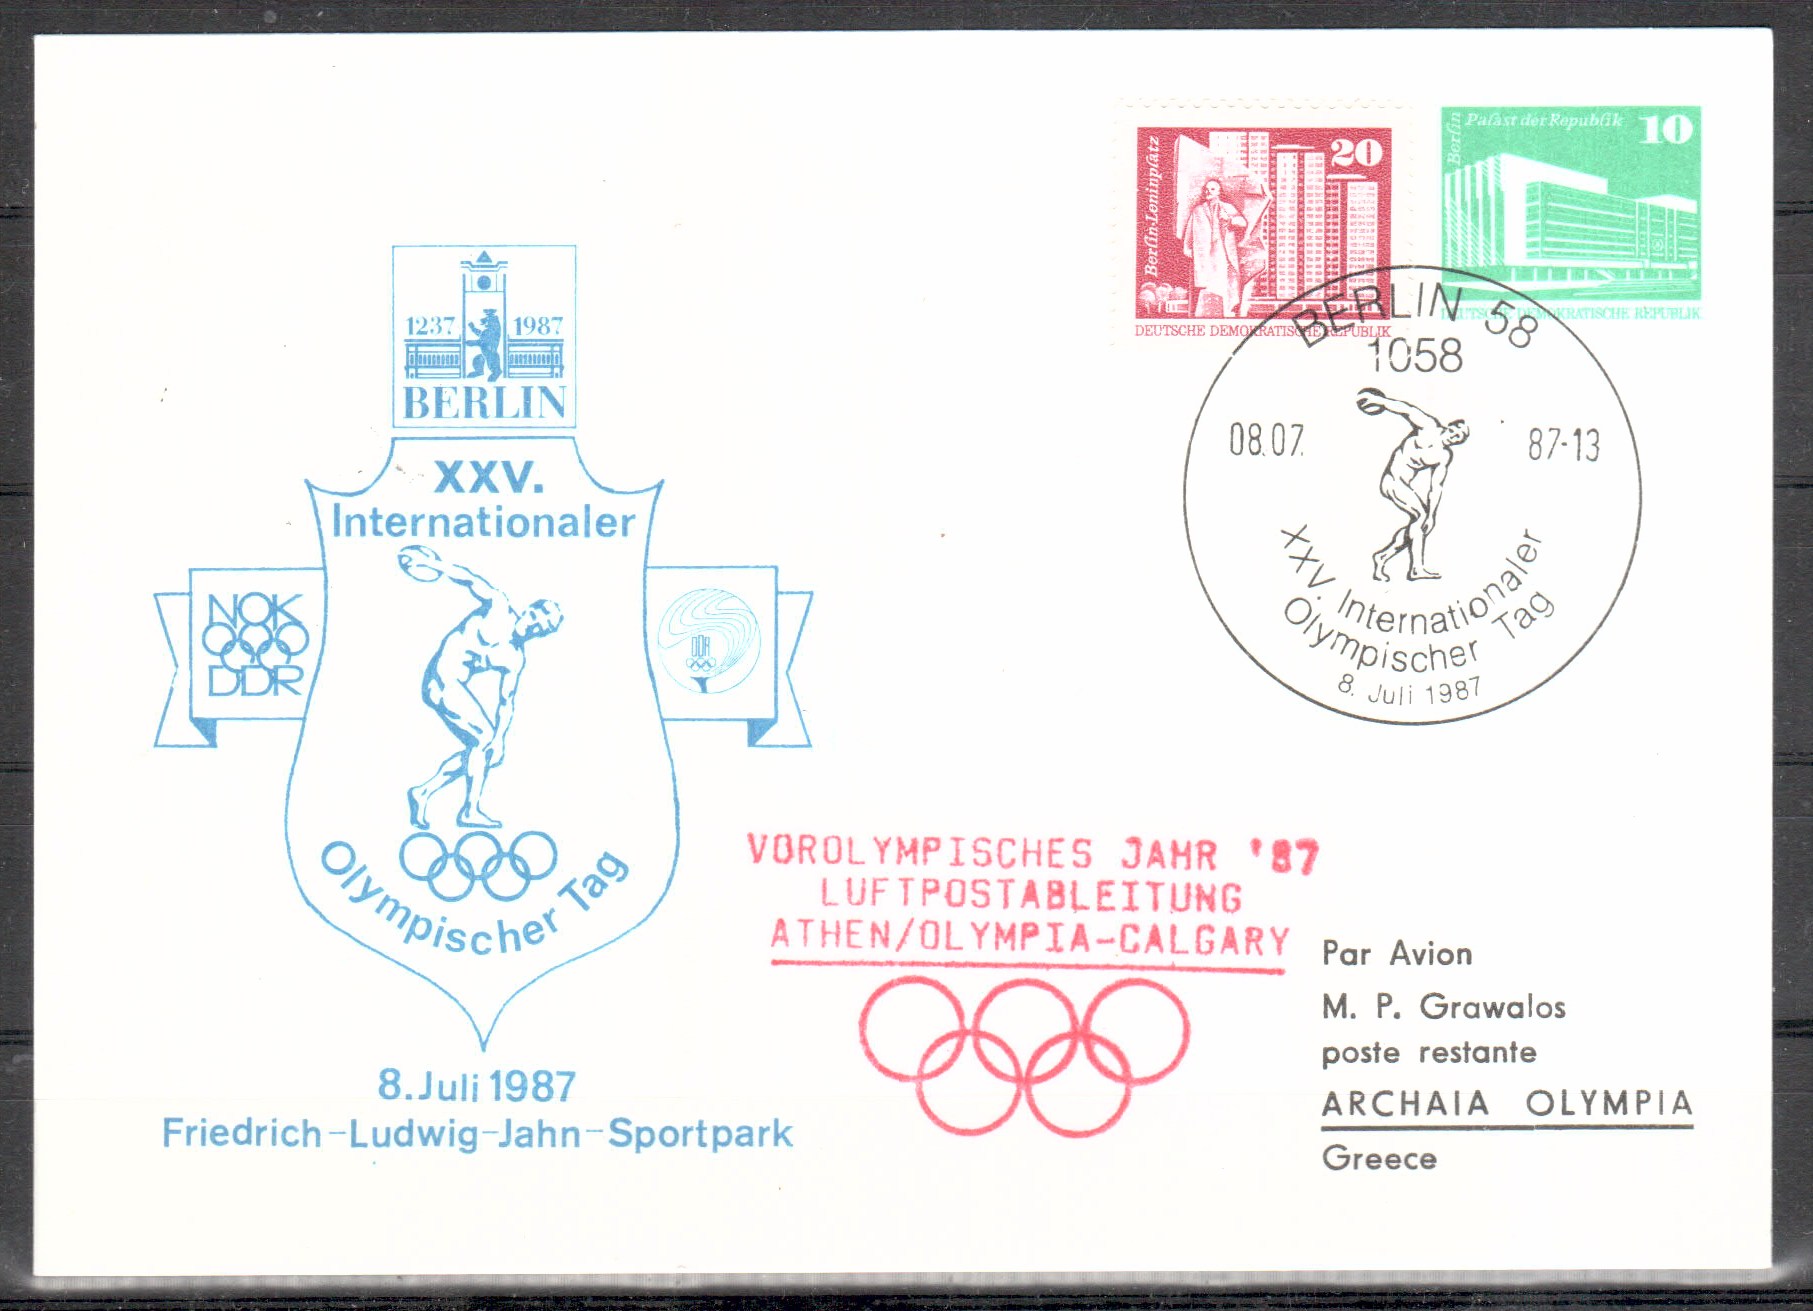 1237 1987
BERLIN
XXV.
Internationaler
NOK
DDR
DDR
Olympischer Tag
8. Juli 1987
Friedrich-Ludwig-Jahn-Sportpark
Berlin-Leninplatz
20
DEUTSCHE DEMOKRATISCHE REPUBLIK
Berlin
Palast der Republik
10
DEUTSCHE DEMOKRATISCHE REPUBLIK
BERLIN 58
1058
08.07. 87-13
XXV. Internationaler
Olympischer Tag
8. Juli 1987
VOROLYMPISCHES JAHR '87
LUFTPOSTABLEITUNG
ATHEN/OLYMPIA-CALGARY
Par Avion
M. P. Grawalos
poste restante
ARCHAIA OLYMPIA
Greece